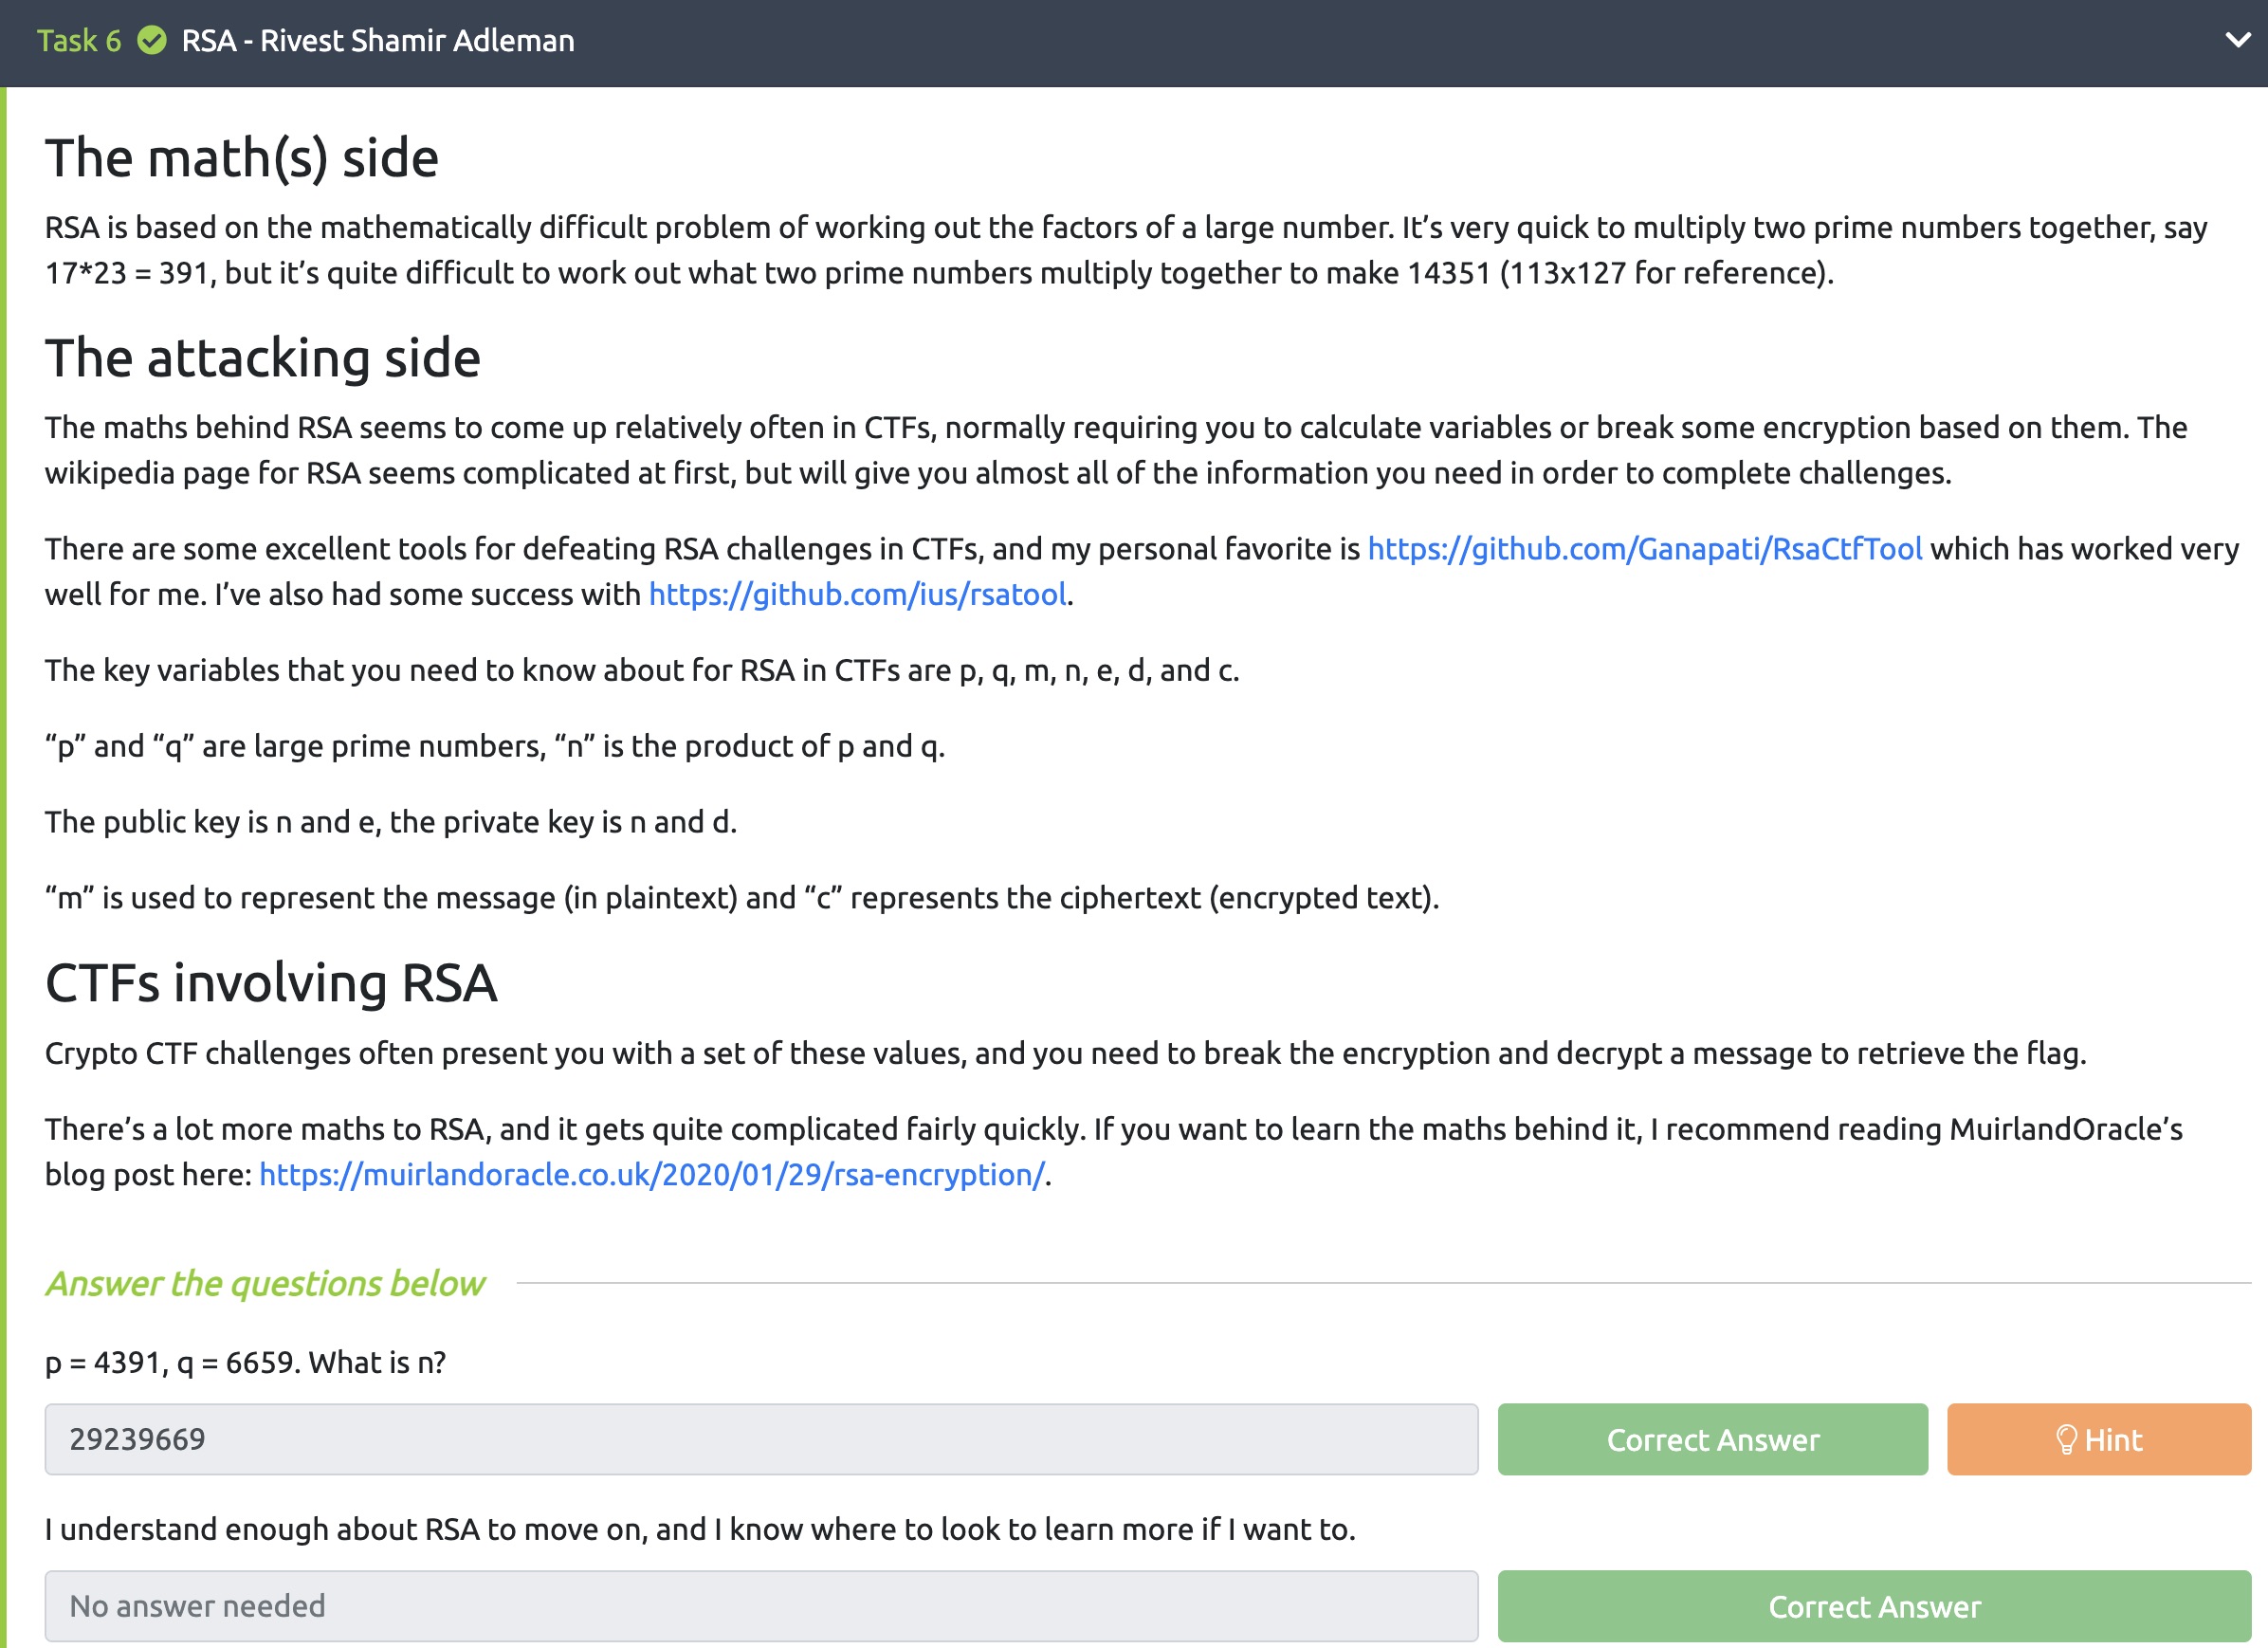 Task 6 RSA - Rivest Shamir Adleman
The math(s) side
RSA is based on the mathematically difficult problem of working out the factors of a large number. It’s very quick to multiply two prime numbers together, say
17*23 = 391, but it’s quite difficult to work out what two prime numbers multiply together to make 14351 (113x127 for reference).
The attacking side
The maths behind RSA seems to come up relatively often in CTFs, normally requiring you to calculate variables or break some encryption based on them. The
wikipedia page for RSA seems complicated at first, but will give you almost all of the information you need in order to complete challenges.
There are some excellent tools for defeating RSA challenges in CTFs, and my personal favorite is https://github.com/Ganapati/RsaCtfTool which has worked very
well for me. I’ve also had some success with https://github.com/ius/rsatool.
The key variables that you need to know about for RSA in CTFs are p, q, m, n, e, d, and c.
“p” and “q” are large prime numbers, “n” is the product of p and q.
The public key is n and e, the private key is n and d.
“m” is used to represent the message (in plaintext) and “c” represents the ciphertext (encrypted text).
CTFs involving RSA
Crypto CTF challenges often present you with a set of these values, and you need to break the encryption and decrypt a message to retrieve the flag.
There’s a lot more maths to RSA, and it gets quite complicated fairly quickly. If you want to learn the maths behind it, I recommend reading MuirlandOracle’s
blog post here: https://muirlandoracle.co.uk/2020/01/29/rsa-encryption/.
Answer the questions below
p = 4391, q = 6659. What is n?
29239669 Correct Answer Hint
I understand enough about RSA to move on, and I know where to look to learn more if I want to.
No answer needed Correct Answer